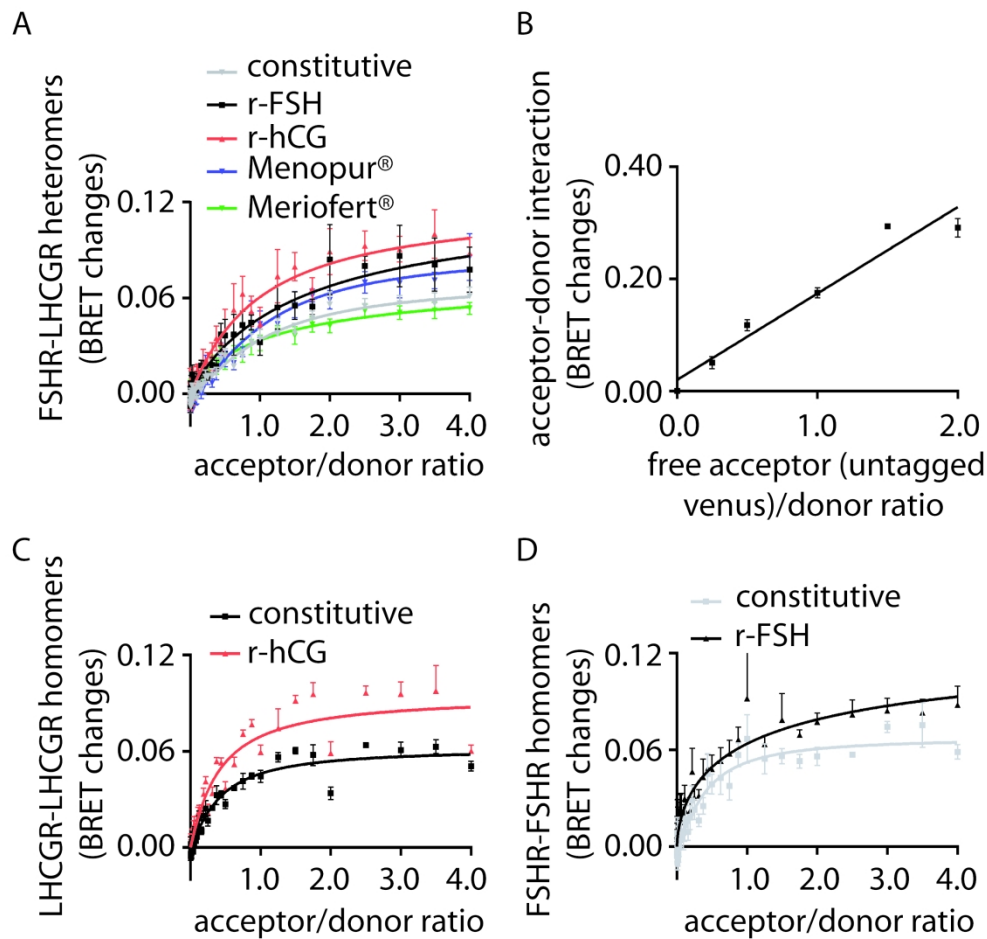 A
constitutive
r-FSH
r-hCG
Menopur®
Meriofert®
FSHR-LHCGR heteromers
(BRET changes)
0.12
0.06
0.00
1.0 2.0 3.0 4.0
acceptor/donor ratio
B
acceptor-donor interaction
(BRET changes)
0.40
0.20
0.00
0.0 1.0 2.0
free acceptor (untagged
venus)/donor ratio
C
constitutive
r-hCG
LHCGR-LHCGR homomers
(BRET changes)
0.12
0.06
0.00
1.0 2.0 3.0 4.0
acceptor/donor ratio
D
constitutive
r-FSH
FSHR-FSHR homomers
(BRET changes)
0.12
0.06
0.00
1.0 2.0 3.0 4.0
acceptor/donor ratio